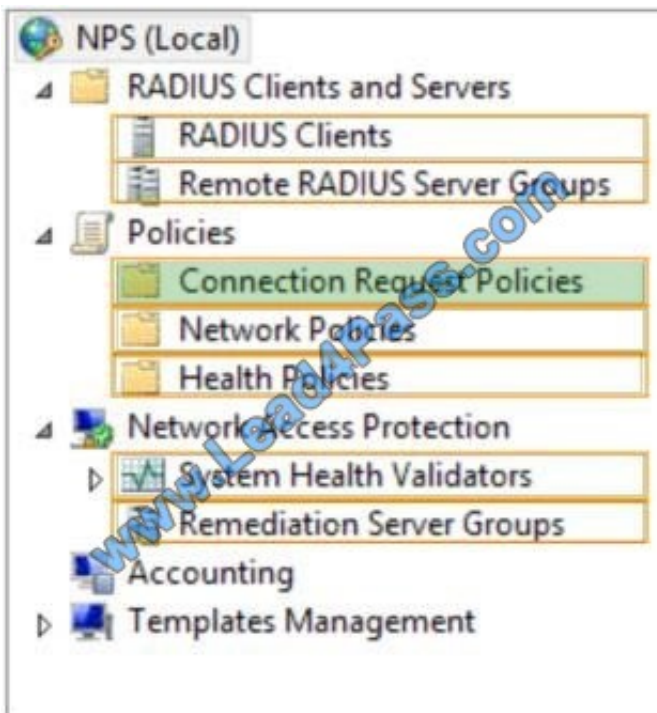 NPS (Local)
RADIUS Clients and Servers
RADIUS Clients
Remote RADIUS Server Groups
Policies
Connection Request Policies
Network Policies
Health Policies
Network Access Protection
System Health Validators
Remediation Server Groups
Accounting
Templates Management
www.Lead4Pass.com